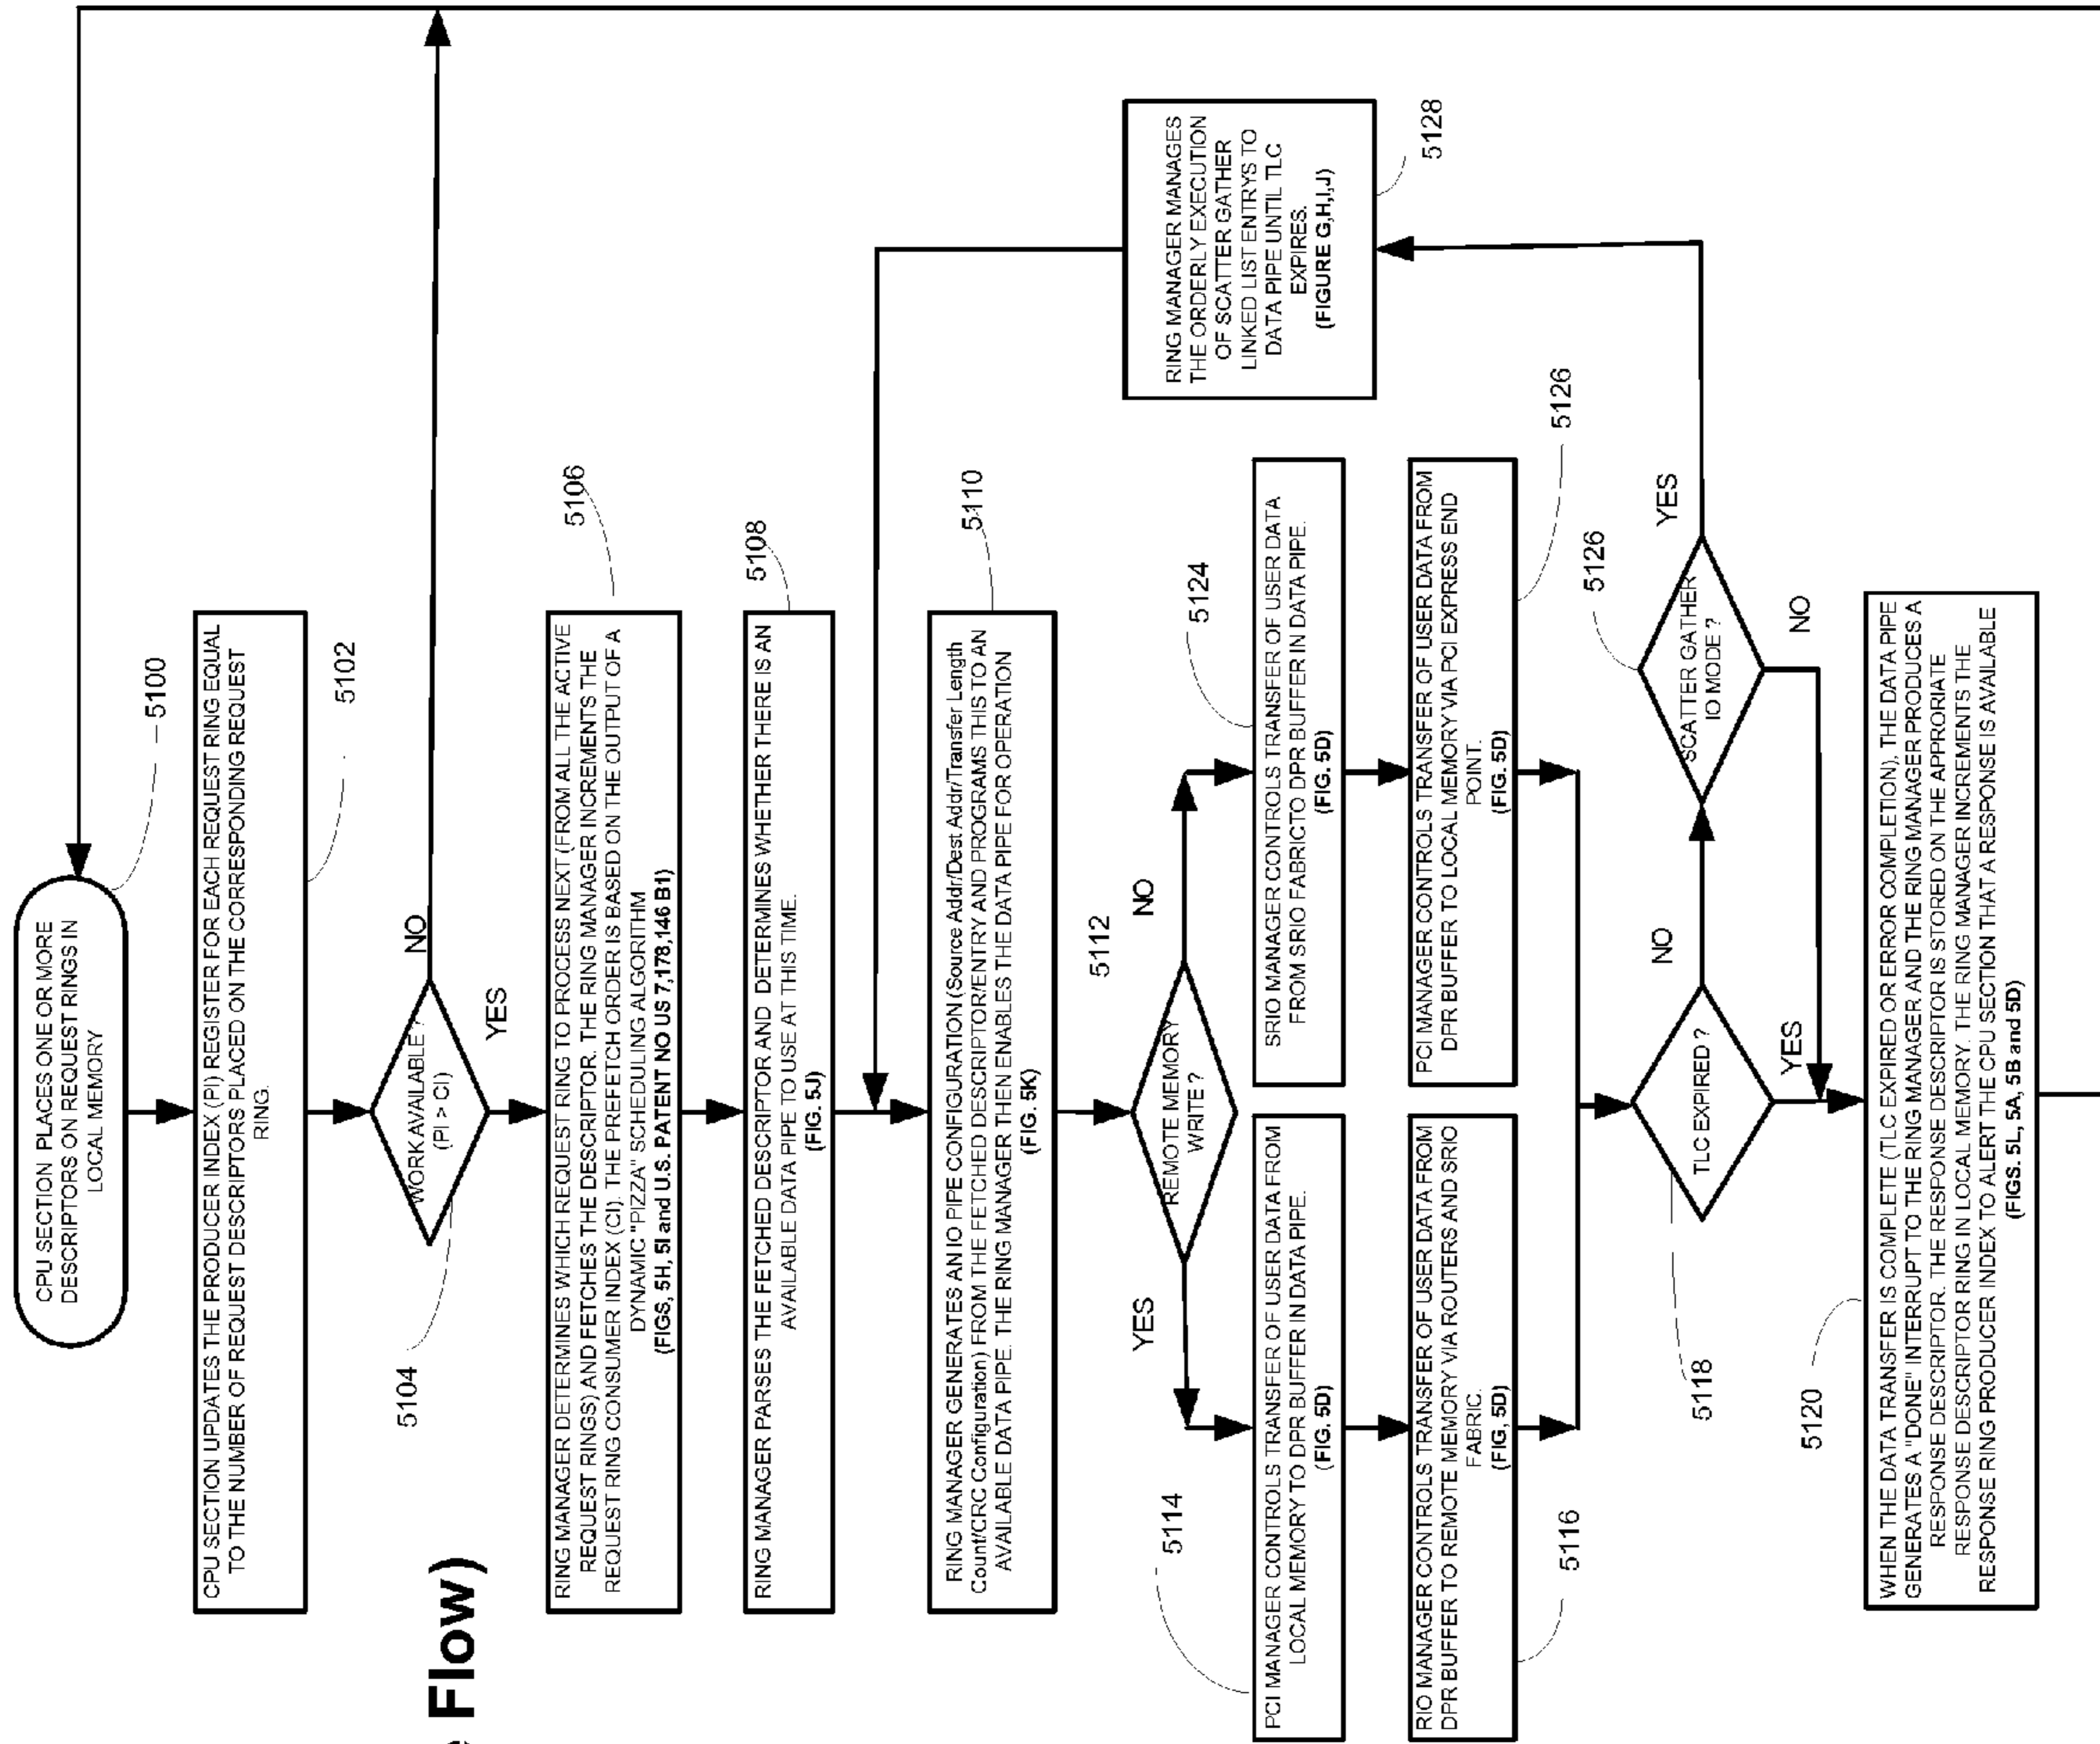 CPU SECTION PLACES ONE OR MORE
DESCRIPTORS ON REQUEST RINGS IN
LOCAL MEMORY
5100
CPU SECTION UPDATES THE PRODUCER INDEX (PI) REGISTER FOR EACH REQUEST RING EQUAL
TO THE NUMBER OF REQUEST DESCRIPTORS PLACED ON THE CORRESPONDING REQUEST
RING.
5102
WORK AVAILABLE ?
(PI > CI)
5104
NO
YES
RING MANAGER DETERMINES WHICH REQUEST RING TO PROCESS NEXT (FROM ALL THE ACTIVE
REQUEST RINGS) AND FETCHES THE DESCRIPTOR. THE RING MANAGER INCREMENTS THE
REQUEST RING CONSUMER INDEX (CI). THE PREFETCH ORDER IS BASED ON THE OUTPUT OF A
DYNAMIC "PIZZA" SCHEDULING ALGORITHM
(FIGS, 5H, 5I and U.S. PATENT NO US 7,178,146 B1)
5106
RING MANAGER PARSES THE FETCHED DESCRIPTOR AND DETERMINES WHETHER THERE IS AN
AVAILABLE DATA PIPE TO USE AT THIS TIME.
(FIG. 5J)
5108
RING MANAGER GENERATES AN IO PIPE CONFIGURATION (Source Addr/Dest Addr/Transfer Length
Count/CRC Configuration) FROM THE FETCHED DESCRIPTOR/ENTRY AND PROGRAMS THIS TO AN
AVAILABLE DATA PIPE. THE RING MANAGER THEN ENABLES THE DATA PIPE FOR OPERATION
(FIG. 5K)
5110
REMOTE MEMORY
WRITE ?
5112
YES
NO
PCI MANAGER CONTROLS TRANSFER OF USER DATA FROM
LOCAL MEMORY TO DPR BUFFER IN DATA PIPE.
(FIG. 5D)
5114
SRIO MANAGER CONTROLS TRANSFER OF USER DATA
FROM SRIO FABRICTO DPR BUFFER IN DATA PIPE.
(FIG. 5D)
5124
RIO MANAGER CONTROLS TRANSFER OF USER DATA FROM
DPR BUFFER TO REMOTE MEMORY VIA ROUTERS AND SRIO
FABRIC.
(FIG, 5D)
5116
PCI MANAGER CONTROLS TRANSFER OF USER DATA FROM
DPR BUFFER TO LOCAL MEMORY VIA PCI EXPRESS END
POINT.
(FIG. 5D)
5126
TLC EXPIRED ?
5118
NO
YES
SCATTER GATHER
IO MODE ?
5126
YES
NO
RING MANAGER MANAGES
THE ORDERLY EXECUTION
OF SCATTER GATHER
LINKED LIST ENTRYS TO
DATA PIPE UNTIL TLC
EXPIRES.
(FIGURE G,H,I,J)
5128
WHEN THE DATA TRANSFER IS COMPLETE (TLC EXPIRED OR ERROR COMPLETION), THE DATA PIPE
GENERATES A "DONE" INTERRUPT TO THE RING MANAGER AND THE RING MANAGER PRODUCES A
RESPONSE DESCRIPTOR. THE RESPONSE DESCRIPTOR IS STORED ON THE APPRORIATE
RESPONSE DESCRIPTOR RING IN LOCAL MEMORY. THE RING MANAGER INCREMENTS THE
RESPONSE RING PRODUCER INDEX TO ALERT THE CPU SECTION THAT A RESPONSE IS AVAILABLE
(FIGS. 5L, 5A, 5B and 5D)
5120
Flow)